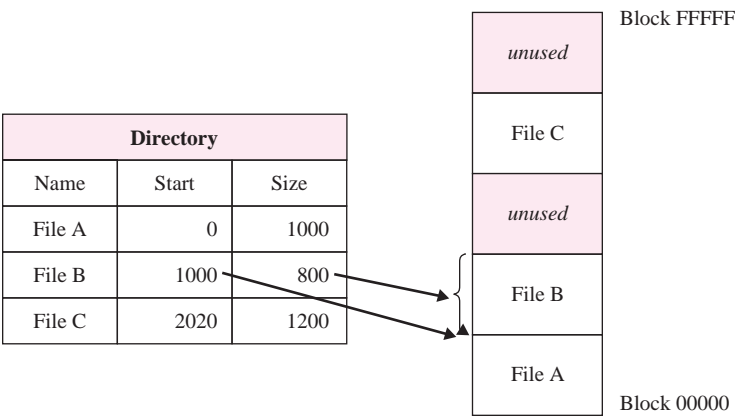 Directory
Name Start Size
File A 0 1000
File B 1000 800
File C 2020 1200
Block FFFFF
unused
File C
unused
File B
File A
Block 00000